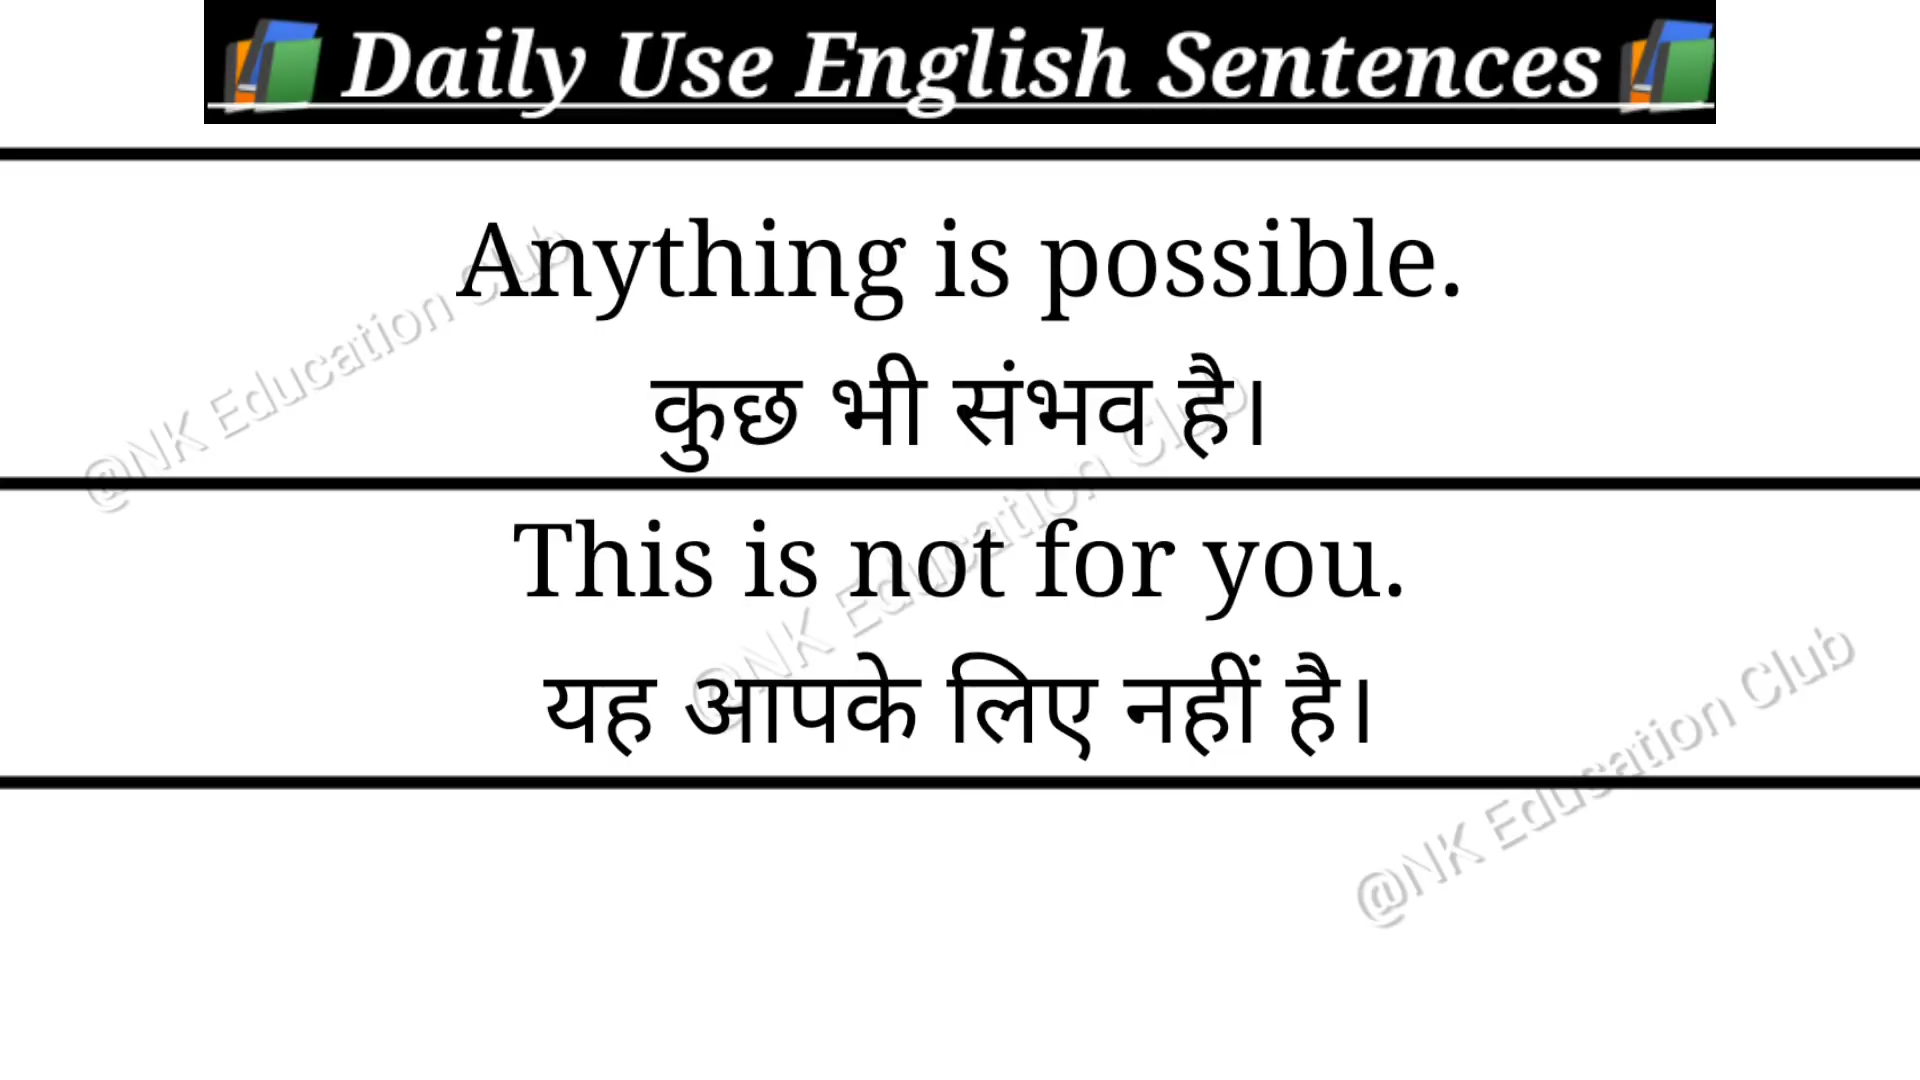 Daily Use English Sentences
Anything is possible.
कुछ भी संभव है।
This is not for you.
यह आपके लिए नहीं है।
@NK Education Club
@NK Education Club
@NK Education Club